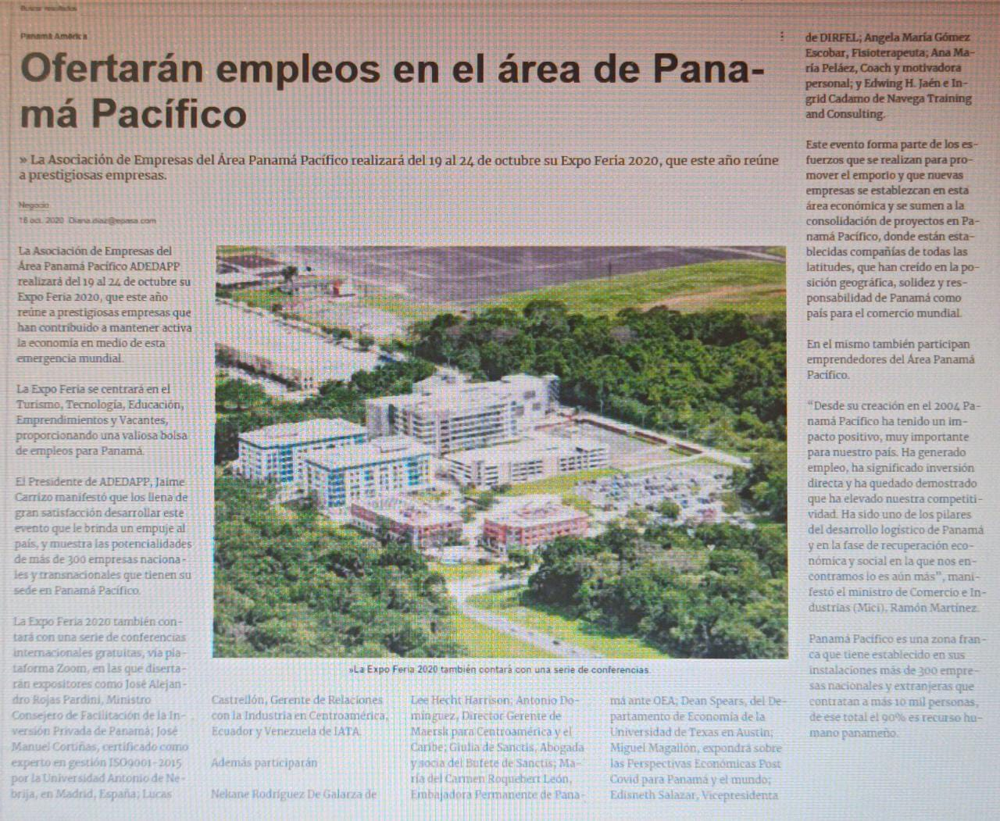 Buscar resultados
Panamá América
Ofertarán empleos en el área de Pana-
má Pacífico
» La Asociación de Empresas del Área Panamá Pacífico realizará del 19 al 24 de octubre su Expo Feria 2020, que este año reúne
a prestigiosas empresas.
Negocio
16 oct. 2020 Diana.diaz@epasa.com
La Asociación de Empresas del
Área Panamá Pacífico ADEDAPP
realizará del 19 al 24 de octubre su
Expo Feria 2020, que este año
reúne a prestigiosas empresas que
han contribuido a mantener activa
la economía en medio de esta
emergencia mundial.
La Expo Feria se centrará en el
Turismo, Tecnología, Educación,
Emprendimientos y Vacantes,
proporcionando una valiosa bolsa
de empleos para Panamá.
El Presidente de ADEDAPP, Jaime
Carrizo manifestó que los llena de
gran satisfacción desarrollar este
evento que le brinda un empuje al
país, y muestra las potencialidades
de más de 300 empresas naciona-
les y transnacionales que tienen su
sede en Panamá Pacífico.
La Expo Feria 2020 también con-
tará con una serie de conferencias
internacionales gratuitas, vía pla-
taforma Zoom, en las que diserta-
rán expositores como José Alejan-
dro Rojas Pardini, Ministro
Consejero de Facilitación de la In-
versión Privada de Panamá; José
Manuel Cortiñas, certificado como
experto en gestión ISO9001-2015
por la Universidad Antonio de Ne-
brija, en Madrid, España; Lucas
»La Expo Feria 2020 también contará con una serie de conferencias.
Castrellón, Gerente de Relaciones
con la Industria en Centroamérica,
Ecuador y Venezuela de IATA.
Además participarán
Nekane Rodríguez De Galarza de
Lee Hecht Harrison; Antonio Do-
mínguez, Director Gerente de
Maersk para Centroamérica y el
Caribe; Giulia de Sanctis, Abogada
y socia del Bufete de Sanctis; Ma-
ría del Carmen Roquebert León,
Embajadora Permanente de Pana-
má ante OEA; Dean Spears, del De-
partamento de Economía de la
Universidad de Texas en Austin;
Miguel Magallón, expondrá sobre
las Perspectivas Económicas Post
Covid para Panamá y el mundo;
Edisneth Salazar, Vicepresidenta
de DIRFEL; Angela María Gómez
Escobar, Fisioterapeuta; Ana Ma-
ría Peláez, Coach y motivadora
personal; y Edwing H. Jaén e In-
grid Cadamo de Navega Training
and Consulting.
Este evento forma parte de los es-
fuerzos que se realizan para pro-
mover el emporio y que nuevas
empresas se establezcan en esta
área económica y se sumen a la
consolidación de proyectos en Pa-
namá Pacífico, donde están esta-
blecidas compañías de todas las
latitudes, que han creído en la po-
sición geográfica, solidez y res-
ponsabilidad de Panamá como
país para el comercio mundial.
En el mismo también participan
emprendedores del Área Panamá
Pacífico.
“Desde su creación en el 2004 Pa-
namá Pacífico ha tenido un im-
pacto positivo, muy importante
para nuestro país. Ha generado
empleo, ha significado inversión
directa y ha quedado demostrado
que ha elevado nuestra competiti-
vidad. Ha sido uno de los pilares
del desarrollo logístico de Panamá
y en la fase de recuperación eco-
nómica y social en la que nos en-
contramos lo es aún más”, mani-
festó el ministro de Comercio e In-
dustrias (Mici), Ramón Martínez.
Panamá Pacífico es una zona fran-
ca que tiene establecido en sus
instalaciones más de 300 empre-
sas nacionales y extranjeras que
contratan a más 10 mil personas,
de ese total el 90% es recurso hu-
mano panameño.